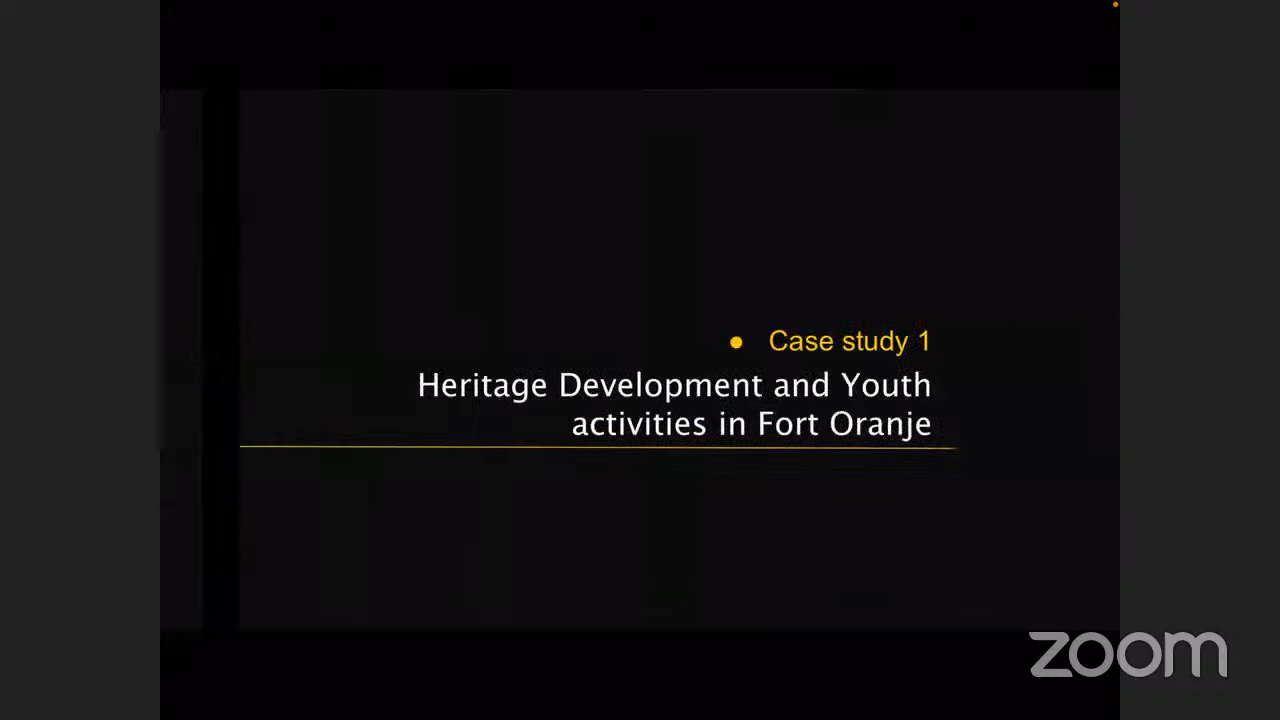 ● Case study 1
Heritage Development and Youth
activities in Fort Oranje
zoom